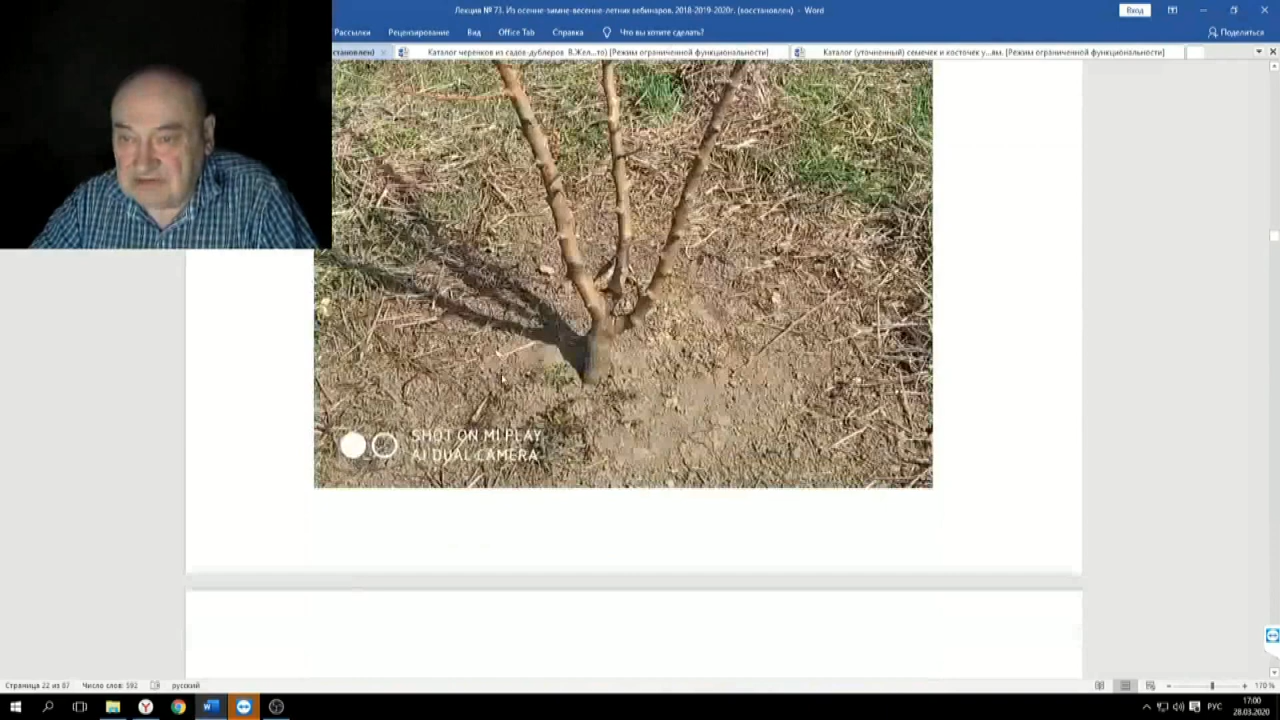 Лекция № 73. Из осенне-зимне-весенне-летних вебинаров. 2018-2019-2020г. (восстановлен) - Word
Вход
Рассылки
Рецензирование
Вид
Office Tab
Справка
Что вы хотите сделать?
Поделиться
становлен)
Каталог черенков из садов-дублеров В.Жел...то) [Режим ограниченной функциональности]
Каталог (уточненный) семечек и косточек у...ям. [Режим ограниченной функциональности]
SHOT ON MI PLAY
AI DUAL CAMERA
Страница 22 из 87
Число слов: 592
русский
170 %
РУС
17:00
28.03.2020